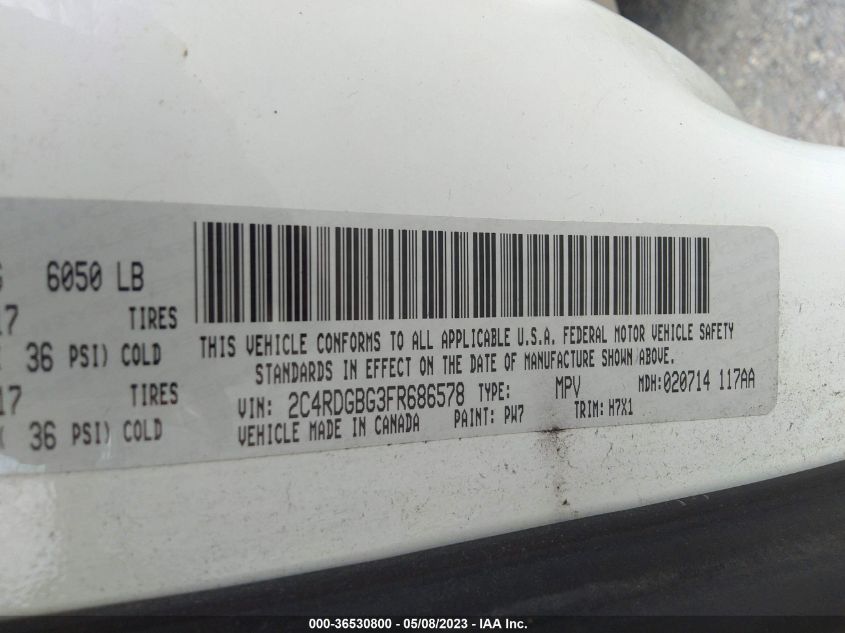 G 6050 LB
17 TIRES
( 36 PSI) COLD
17 TIRES
( 36 PSI) COLD
THIS VEHICLE CONFORMS TO ALL APPLICABLE U.S.A. FEDERAL MOTOR VEHICLE SAFETY
STANDARDS IN EFFECT ON THE DATE OF MANUFACTURE SHOWN ABOVE.
VIN: 2C4RDGBG3FR686578 TYPE: MPV MDH:020714 117AA
VEHICLE MADE IN CANADA PAINT: PW7 TRIM: H7X1
000-36530800 - 05/08/2023 - IAA Inc.